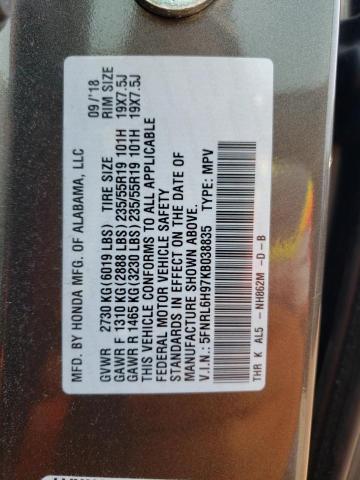 MFD. BY HONDA MFG. OF ALABAMA, LLC 09/'18
GVWR 2730 KG(6019 LBS) TIRE SIZE RIM SIZE
GAWR F 1310 KG(2888 LBS) 235/55R19 101H 19X7.5J
GAWR R 1465 KG(3230 LBS) 235/55R19 101H 19X7.5J
THIS VEHICLE CONFORMS TO ALL APPLICABLE
FEDERAL MOTOR VEHICLE SAFETY
STANDARDS IN EFFECT ON THE DATE OF
MANUFACTURE SHOWN ABOVE.
V.I.N.: 5FNRL6H97KB038835 TYPE: MPV
THR K AL5 - NH862M -D-B